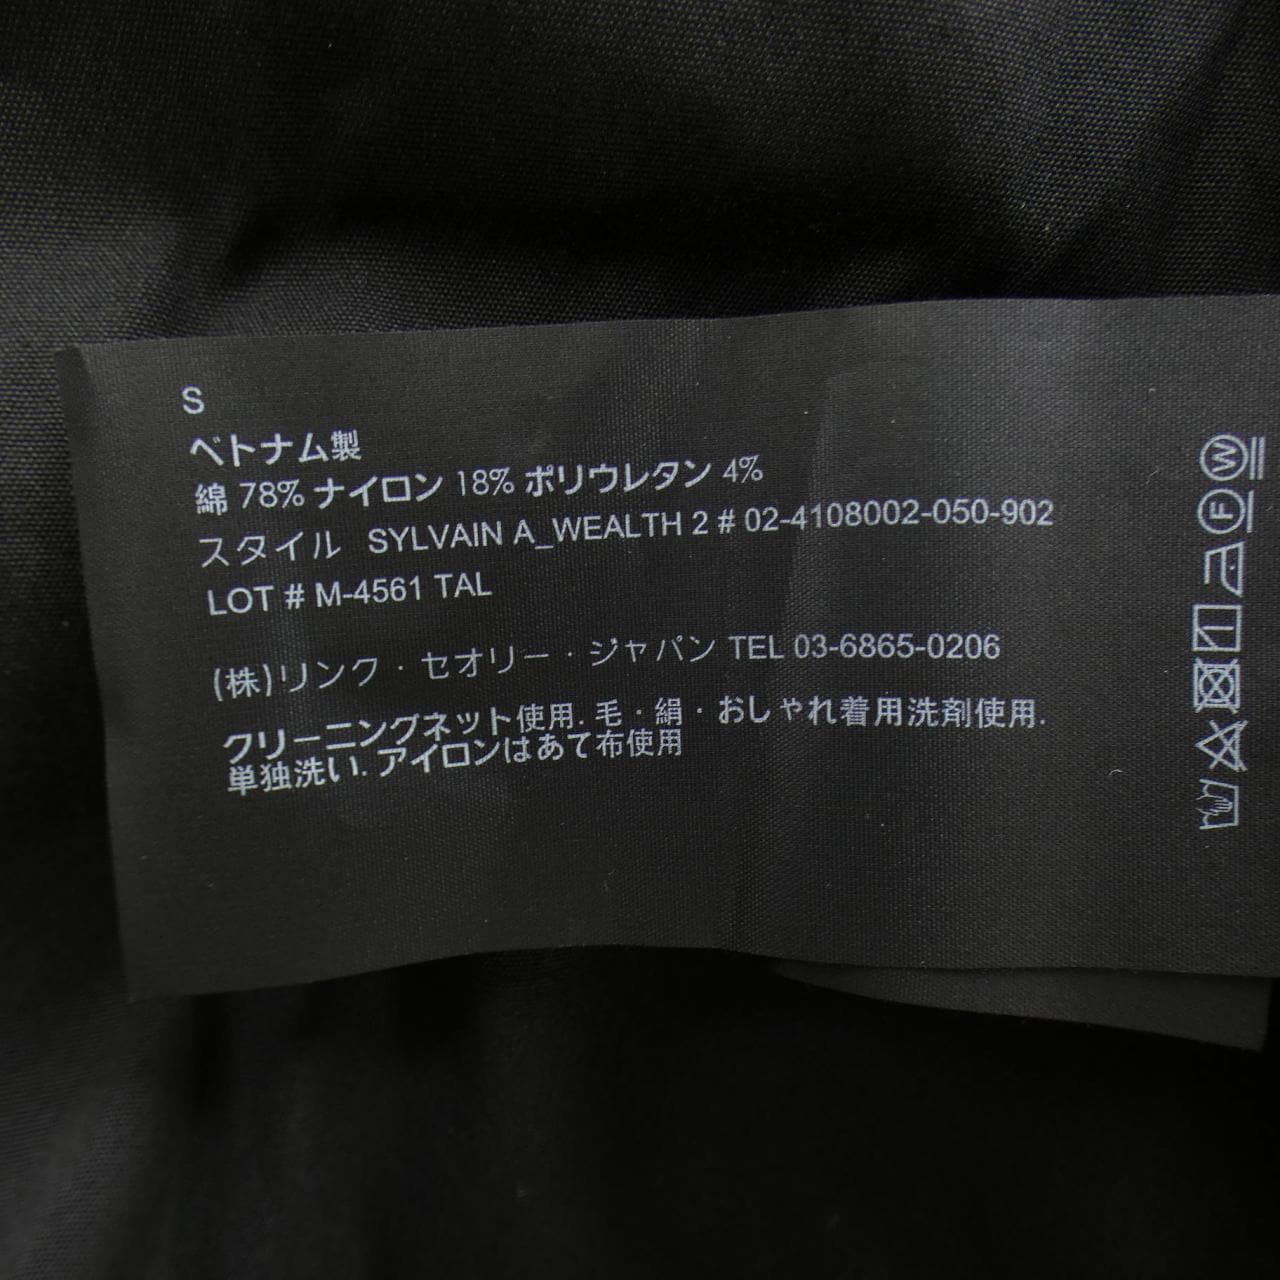 S
ベトナム製
綿 78% ナイロン 18% ポリウレタン 4%
スタイル SYLVAIN A_WEALTH 2 # 02-4108002-050-902
LOT # M-4561 TAL
(株)リンク・セオリー・ジャパン TEL 03-6865-0206
クリーニングネット使用. 毛・絹・おしゃれ着用洗剤使用.
単独洗い. アイロンはあて布使用
W
F